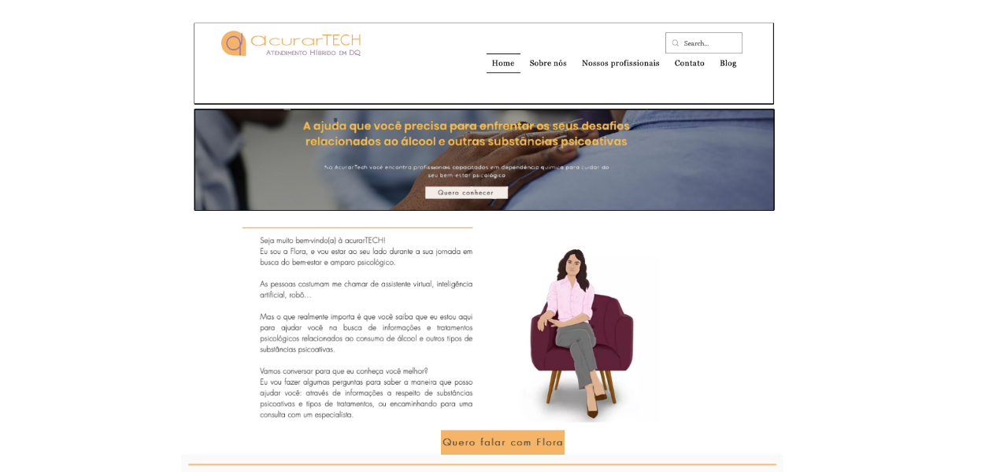 acurarTECH
Atendimento Híbrido em DQ
Search...
Home Sobre nós Nossos profissionais Contato Blog
A ajuda que você precisa para enfrentar os seus desafios
relacionados ao álcool e outras substâncias psicoativas
Na AcurarTech você encontra profissionais capacitados em dependência química para cuidar do
seu bem-estar psicológico
Quero conhecer
Seja muito bem-vindo(a) à acurarTECH!
Eu sou a Flora, e vou estar ao seu lado durante a sua jornada em
busca do bem-estar e amparo psicológico.
As pessoas costumam me chamar de assistente virtual, inteligência
artificial, robô...
Mas o que realmente importa é que você saiba que eu estou aqui
para ajudar você na busca de informações e tratamentos
psicológicos relacionados ao consumo de álcool e outros tipos de
substâncias psicoativas.
Vamos conversar para que eu conheça você melhor?
Eu vou fazer algumas perguntas para saber a maneira que posso
ajudar você: através de informações a respeito de substâncias
psicoativas e tipos de tratamentos, ou encaminhando para uma
consulta com um especialista.
Quero falar com Flora